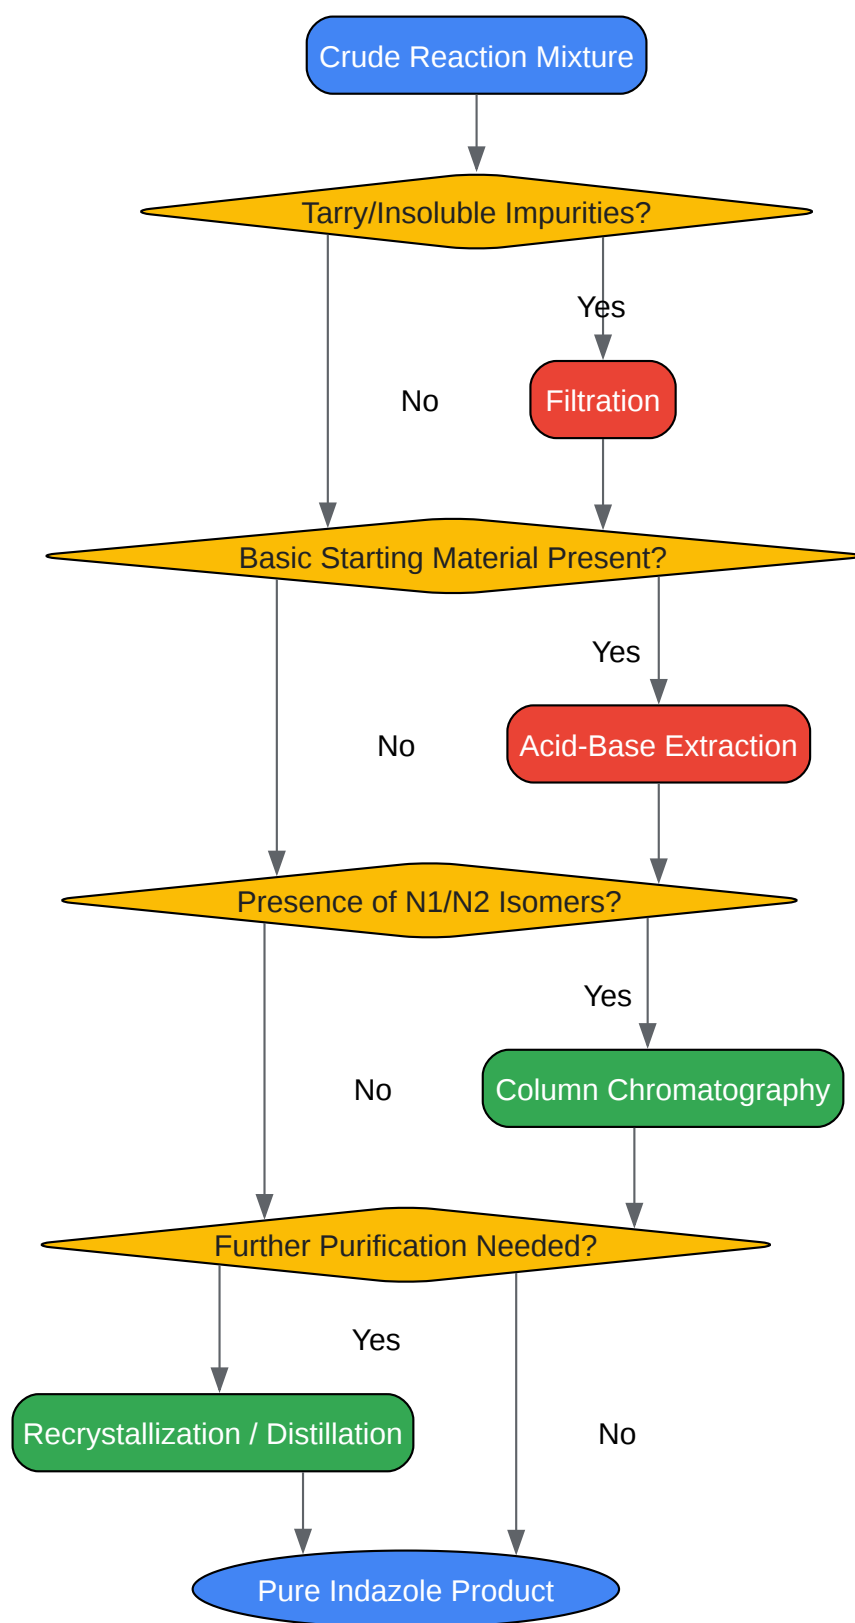 Crude Reaction Mixture
Tarry/Insoluble Impurities?
Yes
No
Filtration
Basic Starting Material Present?
Yes
No
Acid-Base Extraction
Presence of N1/N2 Isomers?
Yes
No
Column Chromatography
Further Purification Needed?
Yes
Recrystallization / Distillation
No
Pure Indazole Product